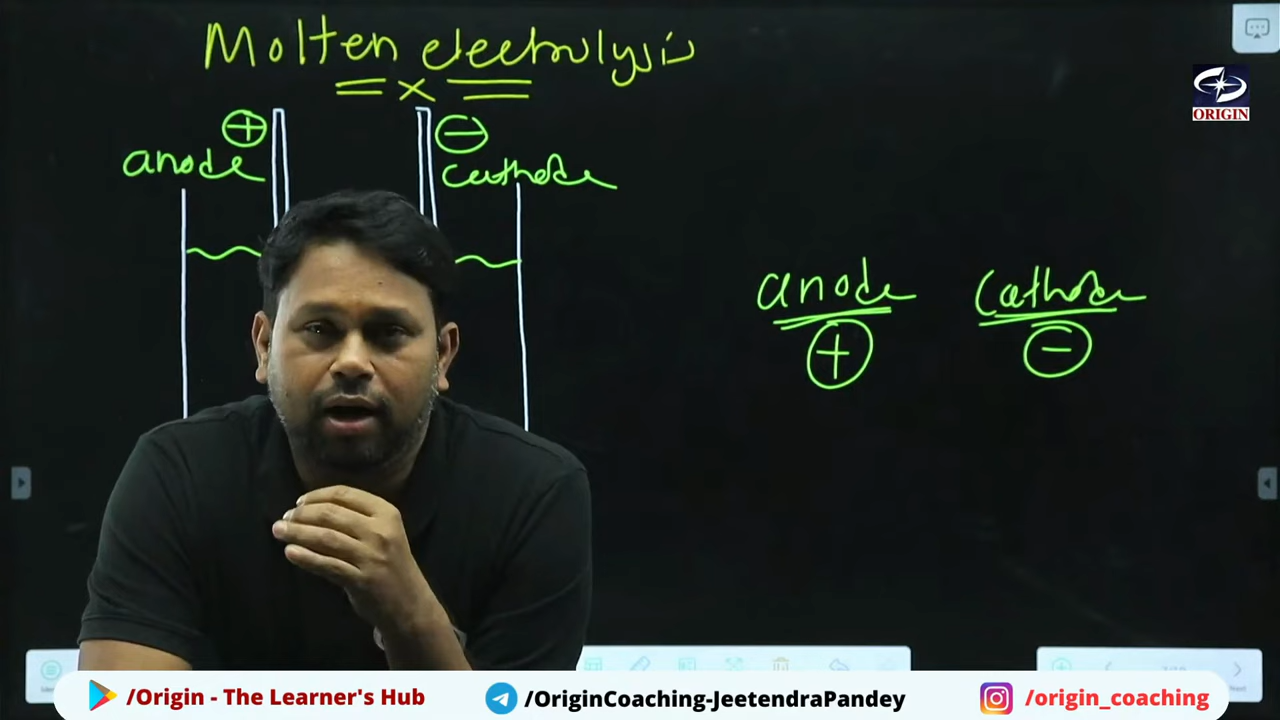 Molten electrolysis
x
+
-
anode
cathode
ORIGIN
anode cathode
+ -
/Origin - The Learner's Hub
/OriginCoaching-JeetendraPandey
/origin_coaching